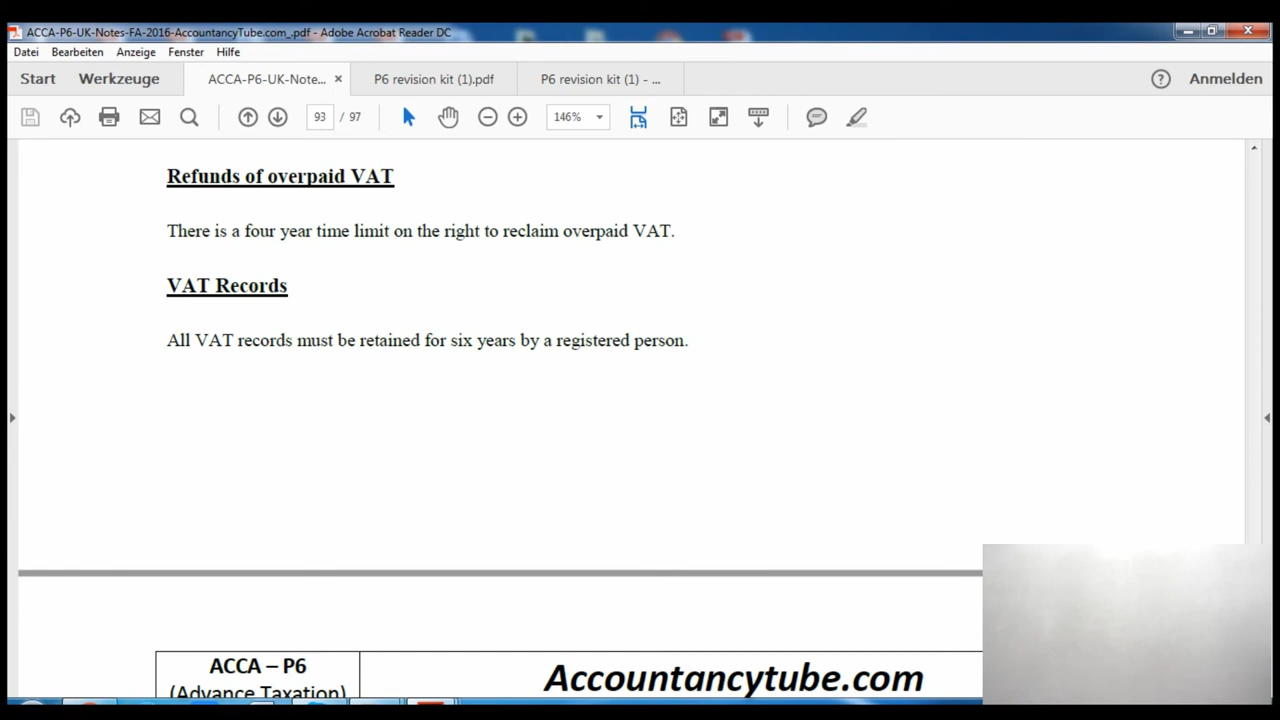 ACCA-P6-UK-Notes-FA-2016-AccountancyTube.com_.pdf - Adobe Acrobat Reader DC
Datei Bearbeiten Anzeige Fenster Hilfe
Start Werkzeuge ACCA-P6-UK-Note... × P6 revision kit (1).pdf P6 revision kit (1) - ... ? Anmelden
93 / 97 146%
Refunds of overpaid VAT
There is a four year time limit on the right to reclaim overpaid VAT.
VAT Records
All VAT records must be retained for six years by a registered person.
ACCA – P6
(Advance Taxation)
Accountancytube.com